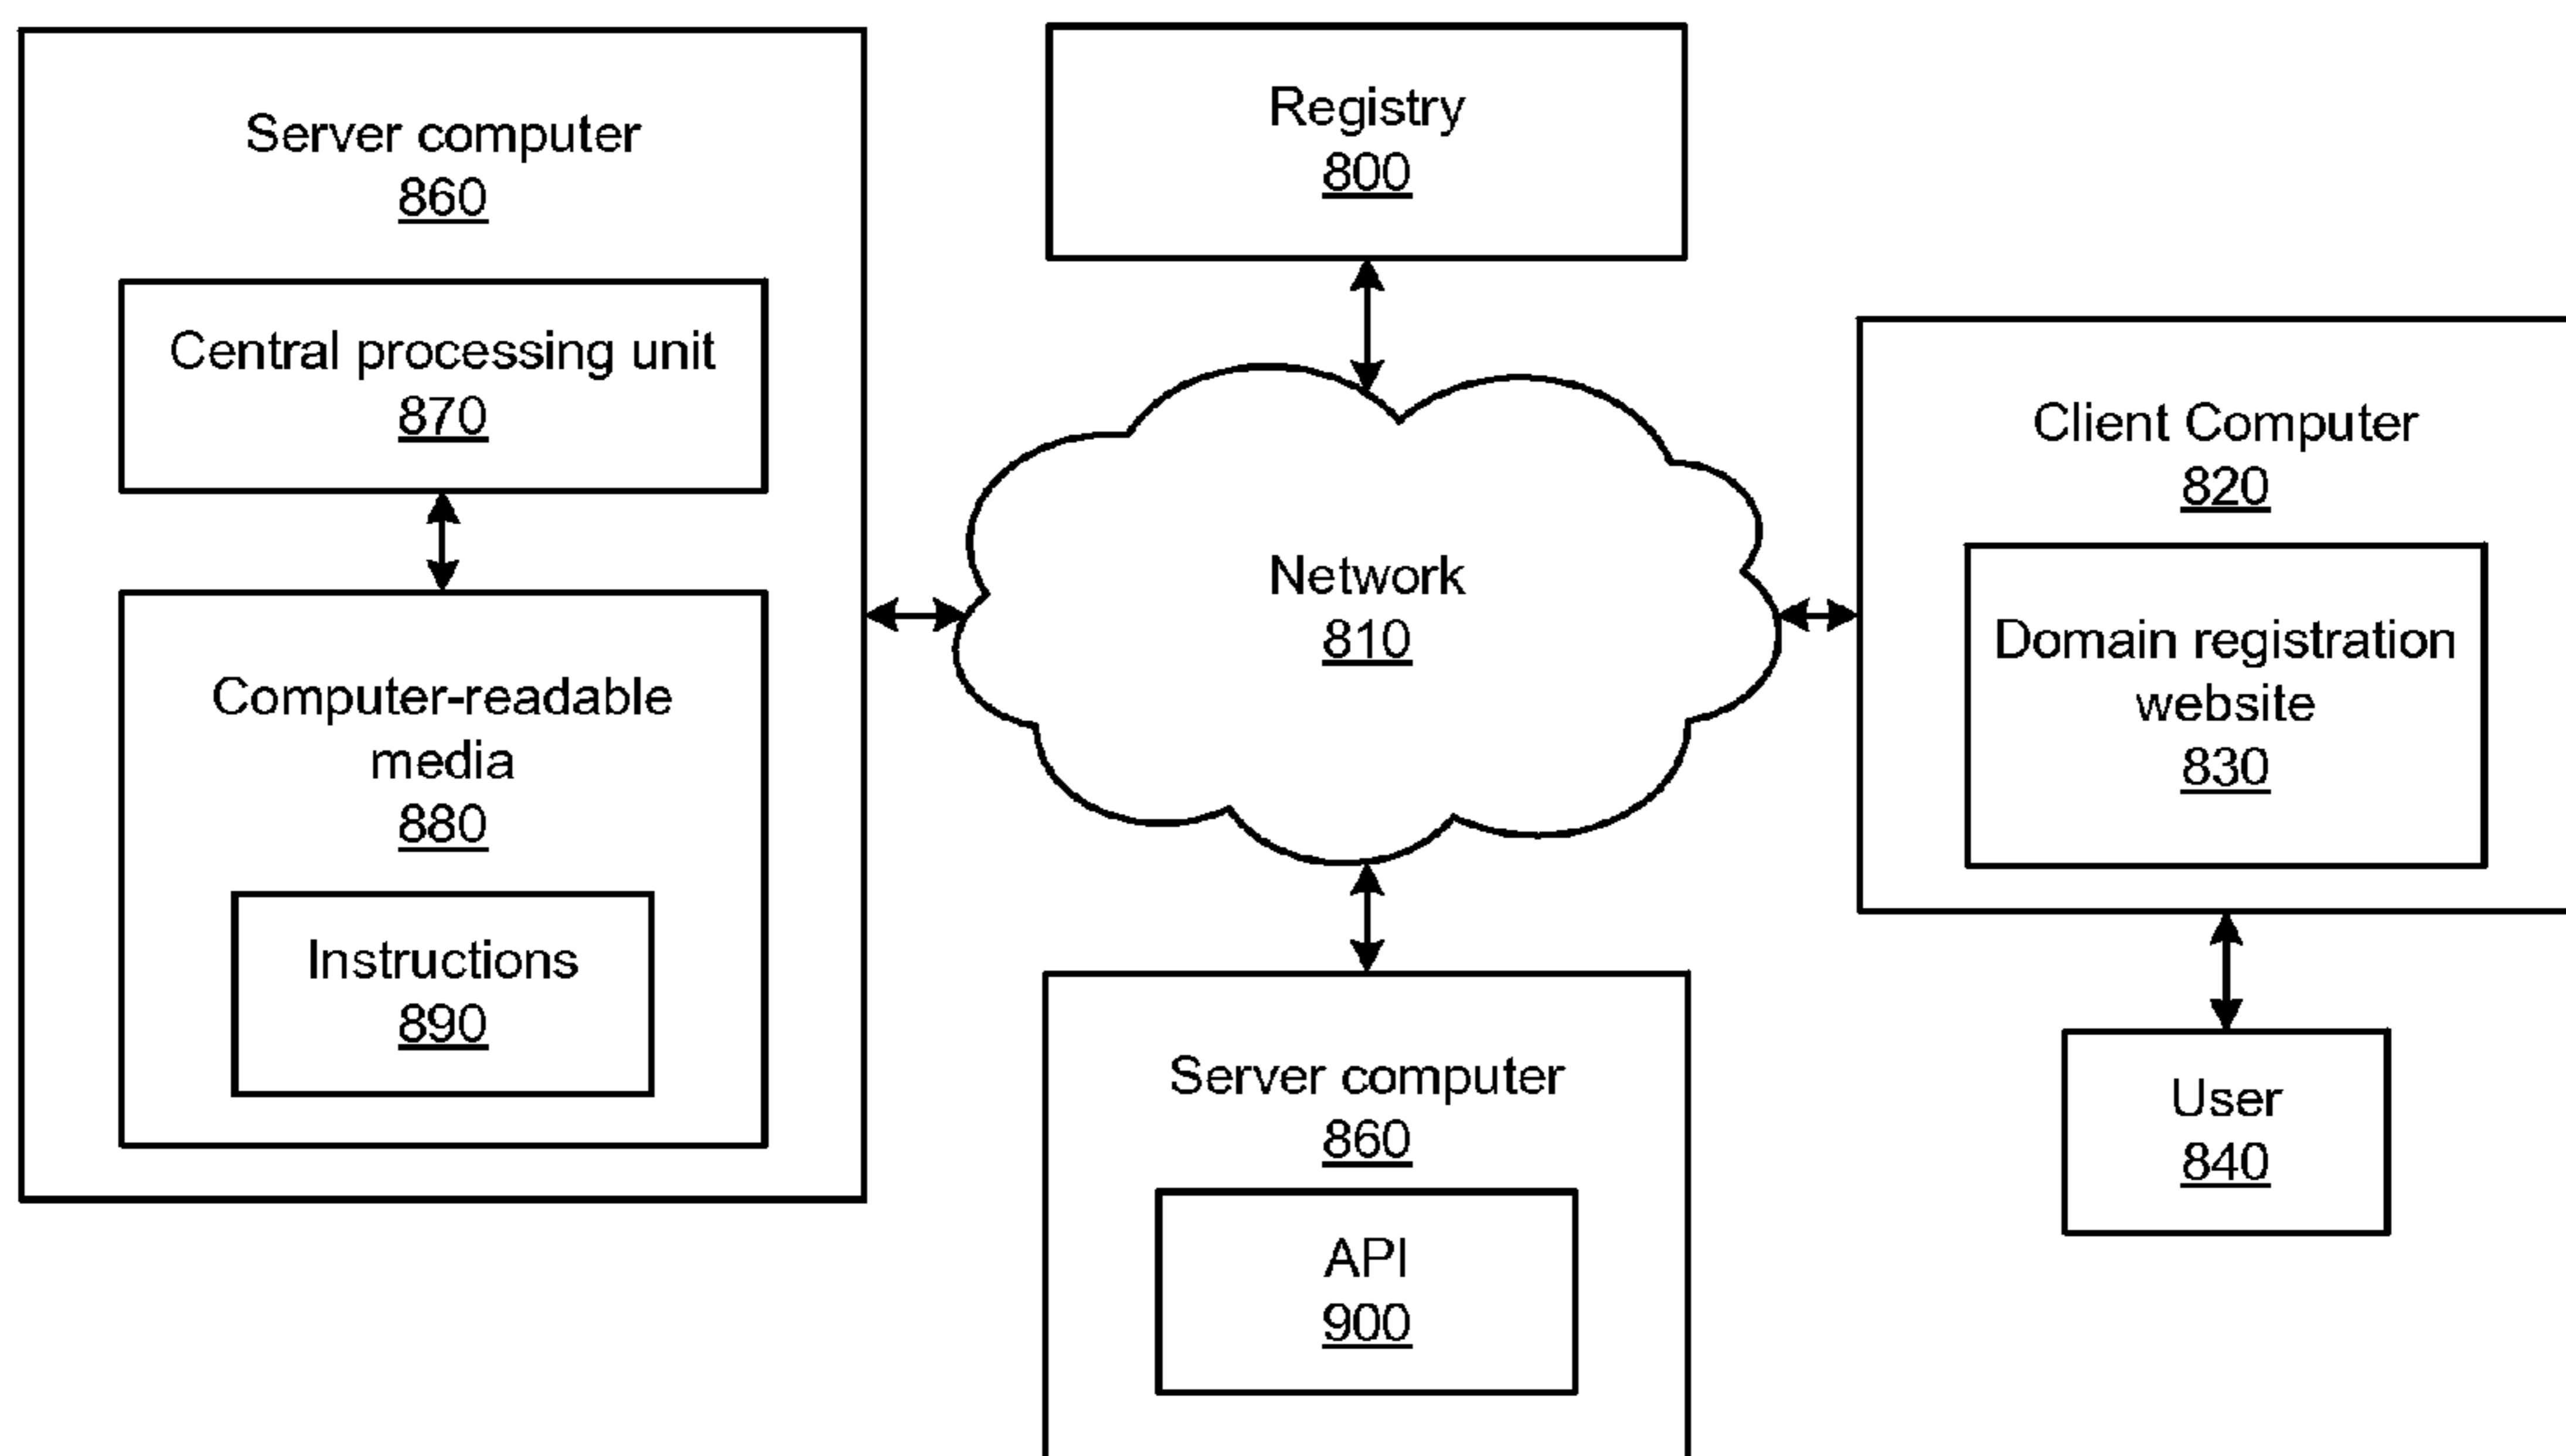 Server computer
860
Central processing unit
870
Computer-readable
media
880
Instructions
890
Registry
800
Network
810
Server computer
860
API
900
Client Computer
820
Domain registration
website
830
User
840